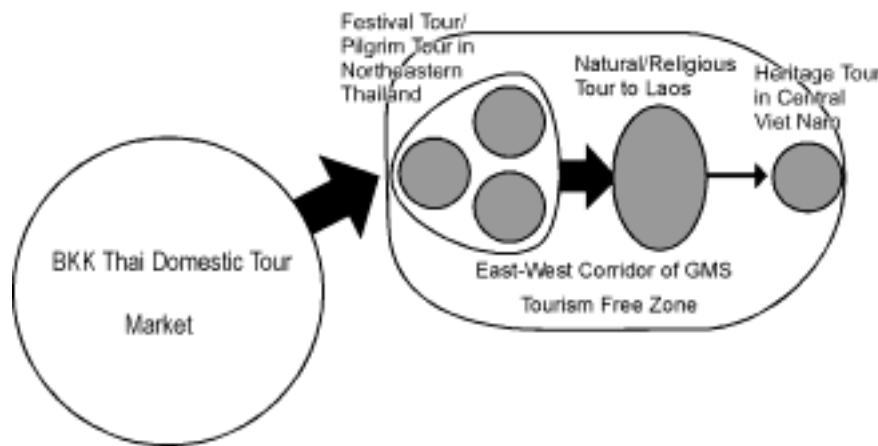 Festival Tour/
Pilgrim Tour in
Northeastern
Thailand
Natural/Religious
Tour to Laos
Heritage Tour
in Central
Viet Nam
BKK Thai Domestic Tour
Market
East-West Corridor of GMS
Tourism Free Zone